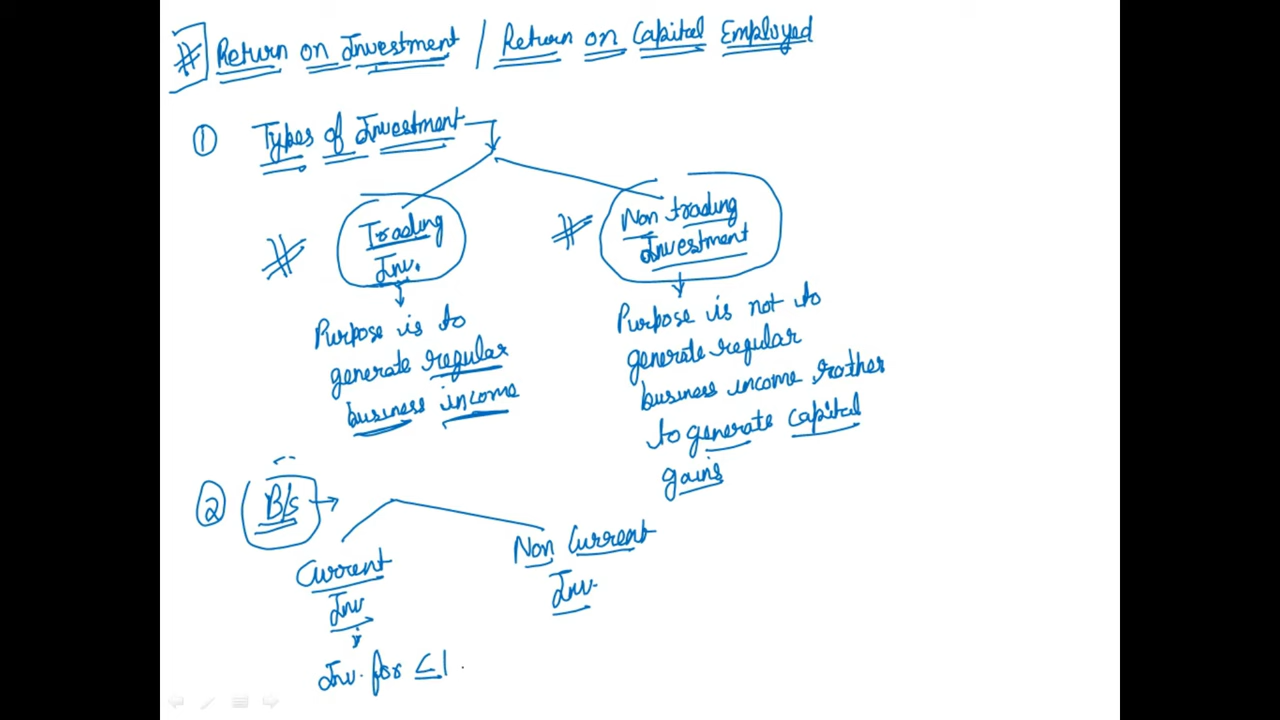 # Return on Investment / Return on Capital Employed
① Types of Investment
# Trading
Inv.
Purpose is to
generate regular
business income
# Non trading
Investment
Purpose is not to
generate regular
business income rather
to generate capital
gains
② B/s
Current
Inv
Inv. for ≤1
Non Current
Inv.